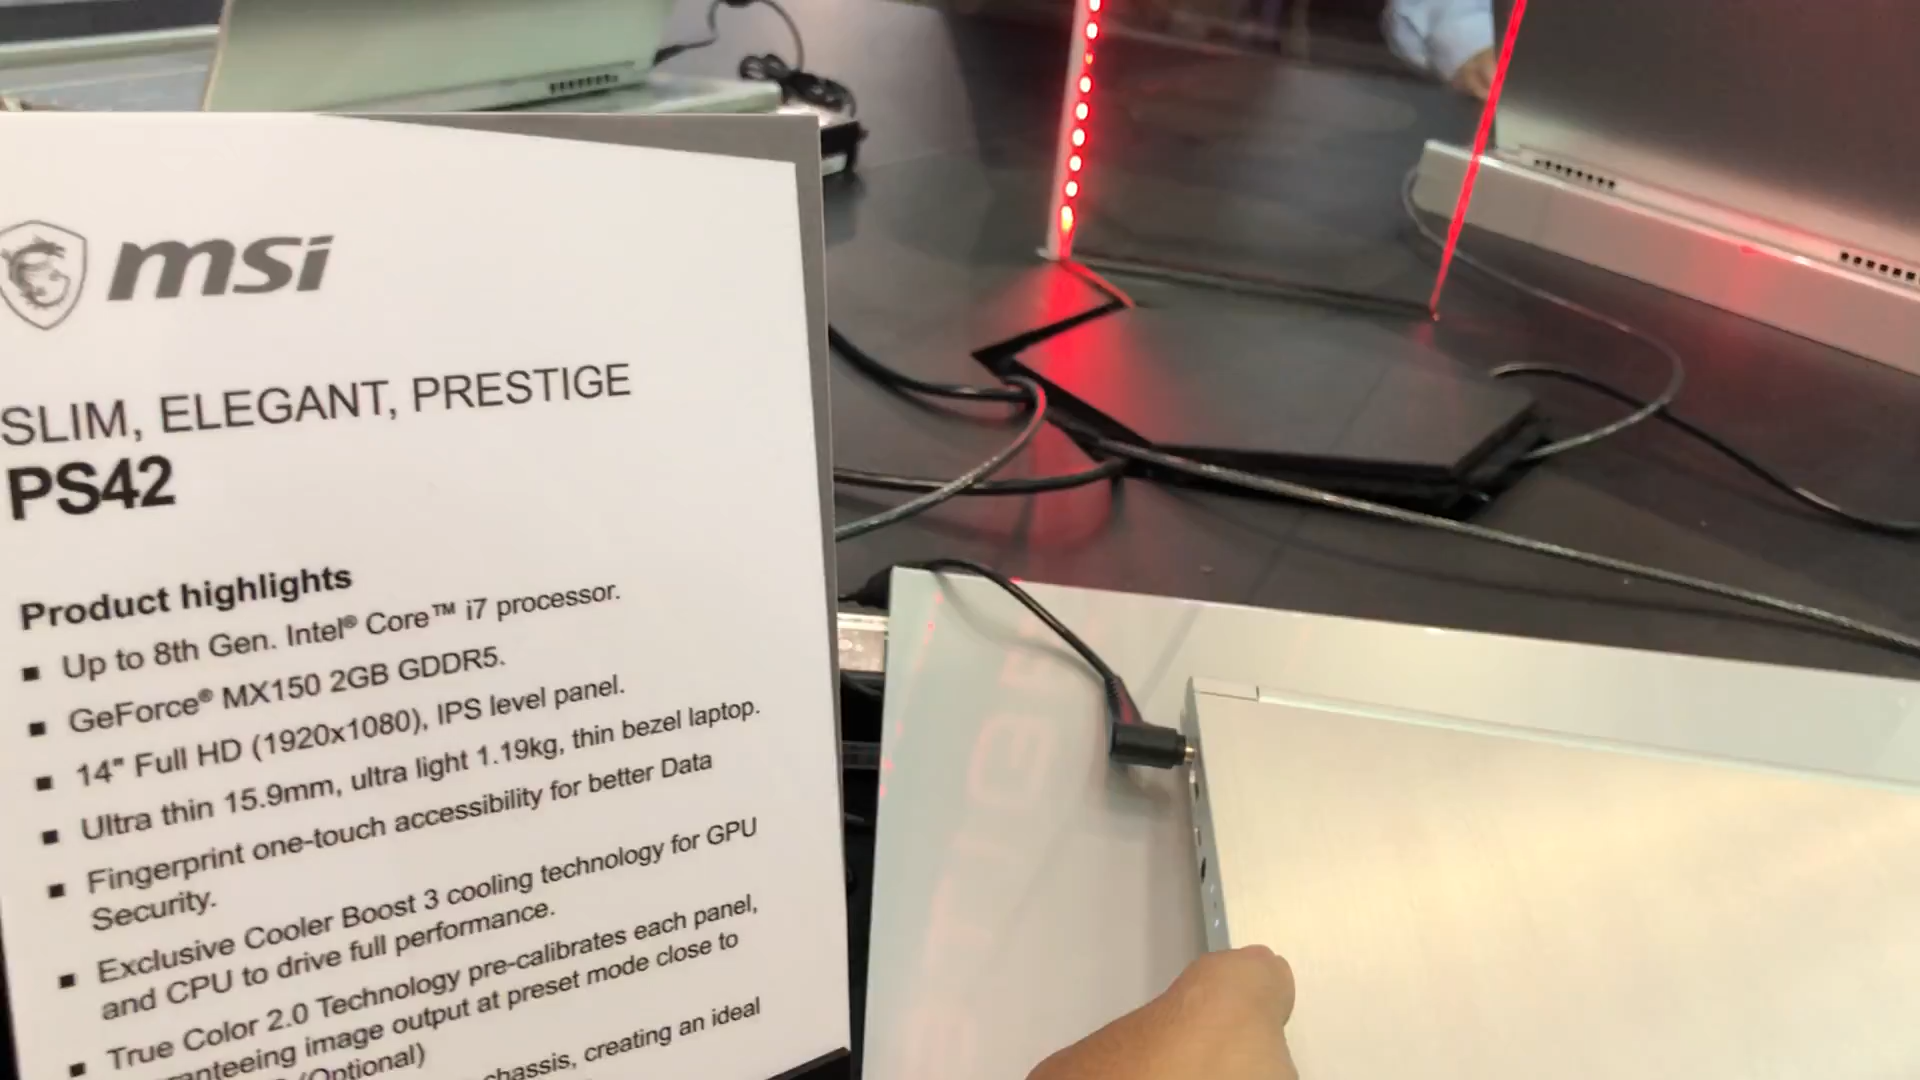 msi
SLIM, ELEGANT, PRESTIGE
PS42
Product highlights
▪ Up to 8th Gen. Intel® Core™ i7 processor.
▪ GeForce® MX150 2GB GDDR5.
▪ 14" Full HD (1920x1080), IPS level panel.
▪ Ultra thin 15.9mm, ultra light 1.19kg, thin bezel laptop.
▪ Fingerprint one-touch accessibility for better Data
Security.
▪ Exclusive Cooler Boost 3 cooling technology for GPU
and CPU to drive full performance.
▪ True Color 2.0 Technology pre-calibrates each panel,
image output at preset mode close to
(Optional)
chassis, creating an ideal